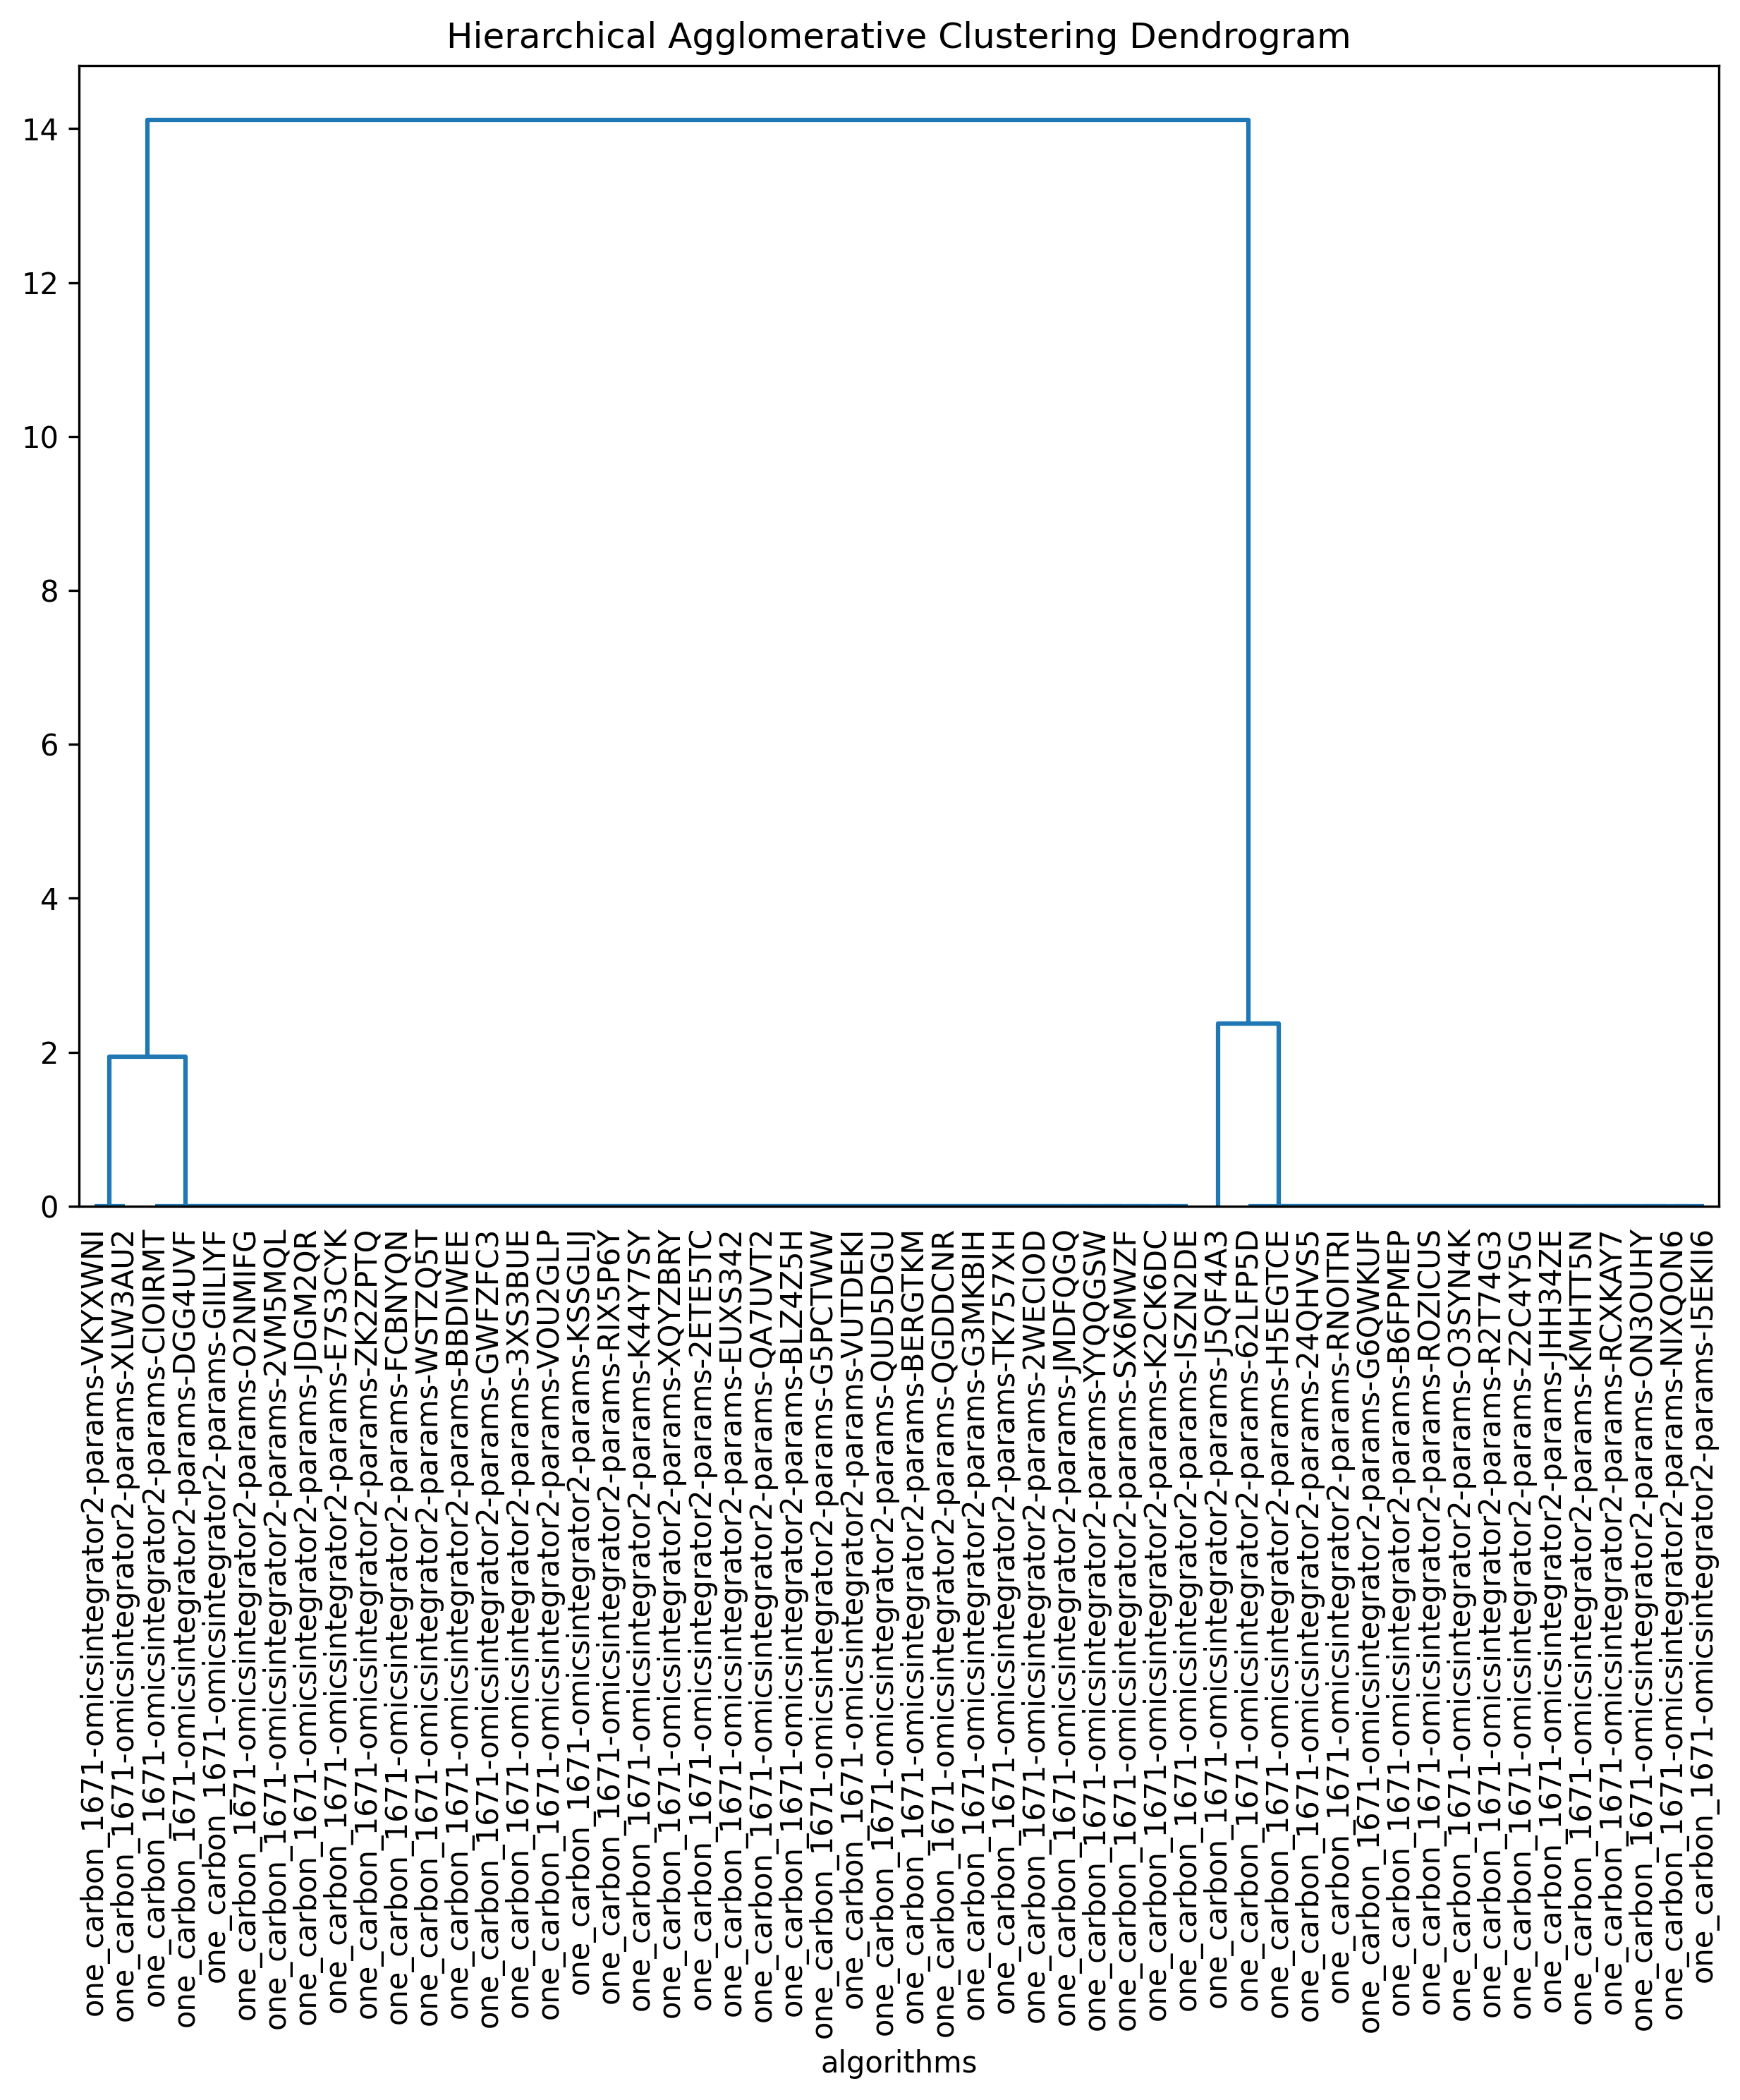 Hierarchical Agglomerative Clustering Dendrogram
14
12
10
8
6
4
2
0
one_carbon_1671-omicsintegrator2-params-VKYXWNI
one_carbon_1671-omicsintegrator2-params-XLW3AU2
one_carbon_1671-omicsintegrator2-params-CIOIRMT
one_carbon_1671-omicsintegrator2-params-DGG4UVF
one_carbon_1671-omicsintegrator2-params-GIILIYF
one_carbon_1671-omicsintegrator2-params-O2NMIFG
one_carbon_1671-omicsintegrator2-params-2VM5MQL
one_carbon_1671-omicsintegrator2-params-JDGM2QR
one_carbon_1671-omicsintegrator2-params-E7S3CYK
one_carbon_1671-omicsintegrator2-params-ZK2ZPTQ
one_carbon_1671-omicsintegrator2-params-FCBNYQN
one_carbon_1671-omicsintegrator2-params-WSTZQ5T
one_carbon_1671-omicsintegrator2-params-BBDIWEE
one_carbon_1671-omicsintegrator2-params-GWFZFC3
one_carbon_1671-omicsintegrator2-params-3XS3BUE
one_carbon_1671-omicsintegrator2-params-VOU2GLP
one_carbon_1671-omicsintegrator2-params-KSSGLIJ
one_carbon_1671-omicsintegrator2-params-RIX5P6Y
one_carbon_1671-omicsintegrator2-params-K44Y7SY
one_carbon_1671-omicsintegrator2-params-XQYZBRY
one_carbon_1671-omicsintegrator2-params-2ETE5TC
one_carbon_1671-omicsintegrator2-params-EUXS342
one_carbon_1671-omicsintegrator2-params-QA7UVT2
one_carbon_1671-omicsintegrator2-params-BLZ4Z5H
one_carbon_1671-omicsintegrator2-params-G5PCTWW
one_carbon_1671-omicsintegrator2-params-VUTDEKI
one_carbon_1671-omicsintegrator2-params-QUD5DGU
one_carbon_1671-omicsintegrator2-params-BERGTKM
one_carbon_1671-omicsintegrator2-params-QGDDCNR
one_carbon_1671-omicsintegrator2-params-G3MKBIH
one_carbon_1671-omicsintegrator2-params-TK757XH
one_carbon_1671-omicsintegrator2-params-2WECIOD
one_carbon_1671-omicsintegrator2-params-JMDFQGQ
one_carbon_1671-omicsintegrator2-params-YYQQGSW
one_carbon_1671-omicsintegrator2-params-SX6MWZF
one_carbon_1671-omicsintegrator2-params-K2CK6DC
one_carbon_1671-omicsintegrator2-params-ISZN2DE
one_carbon_1671-omicsintegrator2-params-J5QF4A3
one_carbon_1671-omicsintegrator2-params-62LFP5D
one_carbon_1671-omicsintegrator2-params-H5EGTCE
one_carbon_1671-omicsintegrator2-params-24QHVS5
one_carbon_1671-omicsintegrator2-params-RNOITRI
one_carbon_1671-omicsintegrator2-params-G6QWKUF
one_carbon_1671-omicsintegrator2-params-B6FPMEP
one_carbon_1671-omicsintegrator2-params-ROZICUS
one_carbon_1671-omicsintegrator2-params-O3SYN4K
one_carbon_1671-omicsintegrator2-params-R2T74G3
one_carbon_1671-omicsintegrator2-params-Z2C4Y5G
one_carbon_1671-omicsintegrator2-params-JHH34ZE
one_carbon_1671-omicsintegrator2-params-KMHTT5N
one_carbon_1671-omicsintegrator2-params-RCXKAY7
one_carbon_1671-omicsintegrator2-params-ON3OUHY
one_carbon_1671-omicsintegrator2-params-NIXQON6
one_carbon_1671-omicsintegrator2-params-I5EKII6
algorithms